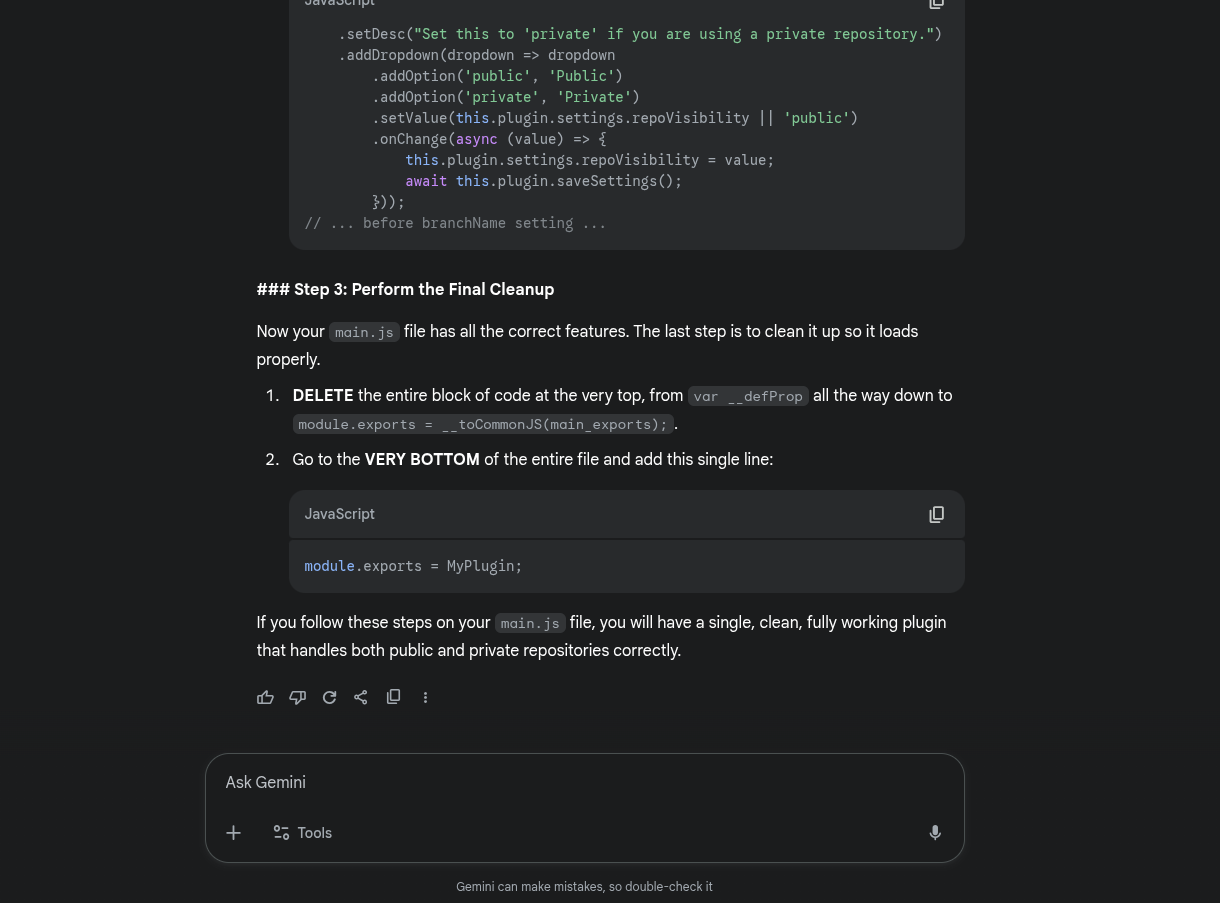 JavaScript
.setDesc("Set this to 'private' if you are using a private repository.")
.addDropdown(dropdown => dropdown
.addOption('public', 'Public')
.addOption('private', 'Private')
.setValue(this.plugin.settings.repoVisibility || 'public')
.onChange(async (value) => {
this.plugin.settings.repoVisibility = value;
await this.plugin.saveSettings();
}));
// ... before branchName setting ...
### Step 3: Perform the Final Cleanup
Now your main.js file has all the correct features. The last step is to clean it up so it loads
properly.
1. DELETE the entire block of code at the very top, from var __defProp all the way down to
module.exports = __toCommonJS(main_exports); .
2. Go to the VERY BOTTOM of the entire file and add this single line:
JavaScript
module.exports = MyPlugin;
If you follow these steps on your main.js file, you will have a single, clean, fully working plugin
that handles both public and private repositories correctly.
Ask Gemini
Tools
Gemini can make mistakes, so double-check it